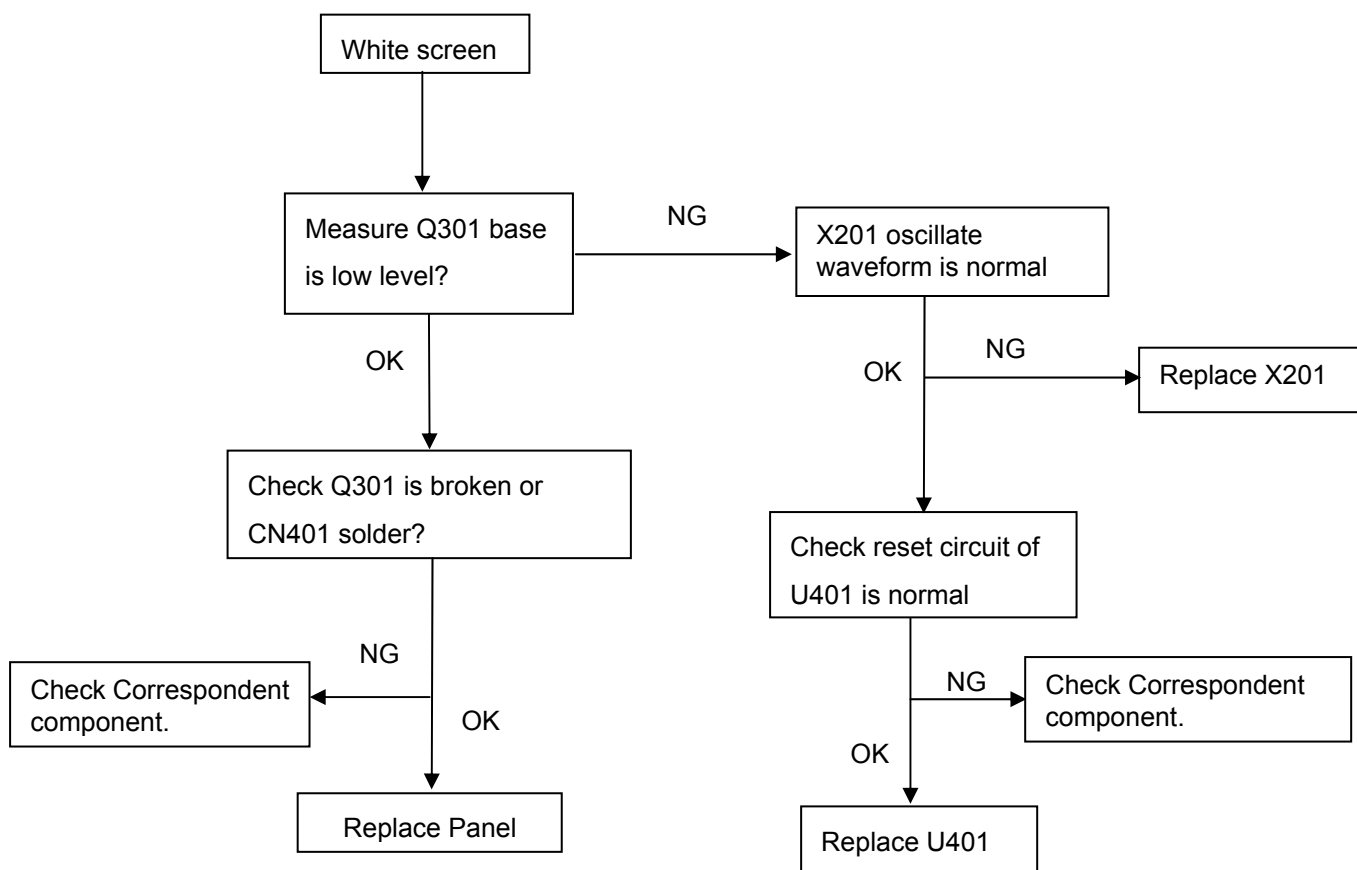 White screen
Measure Q301 base
is low level?
NG
X201 oscillate
waveform is normal
OK
OK
NG
Replace X201
Check Q301 is broken or
CN401 solder?
Check reset circuit of
U401 is normal
NG
Check Correspondent
component.
OK
NG
Check Correspondent
component.
OK
Replace Panel
Replace U401